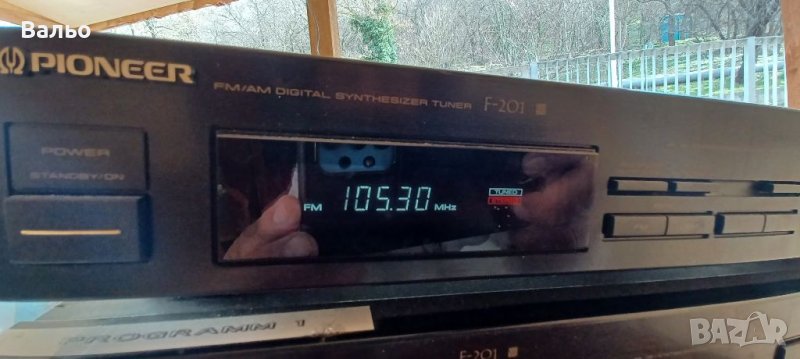 Вальо
PIONEER
FM/AM DIGITAL SYNTHESIZER TUNER F-201
POWER
STANDBY/ON
FM 105.30 MHz
TUNED
STEREO
PROGRAMM 1
F-201
BAZAR